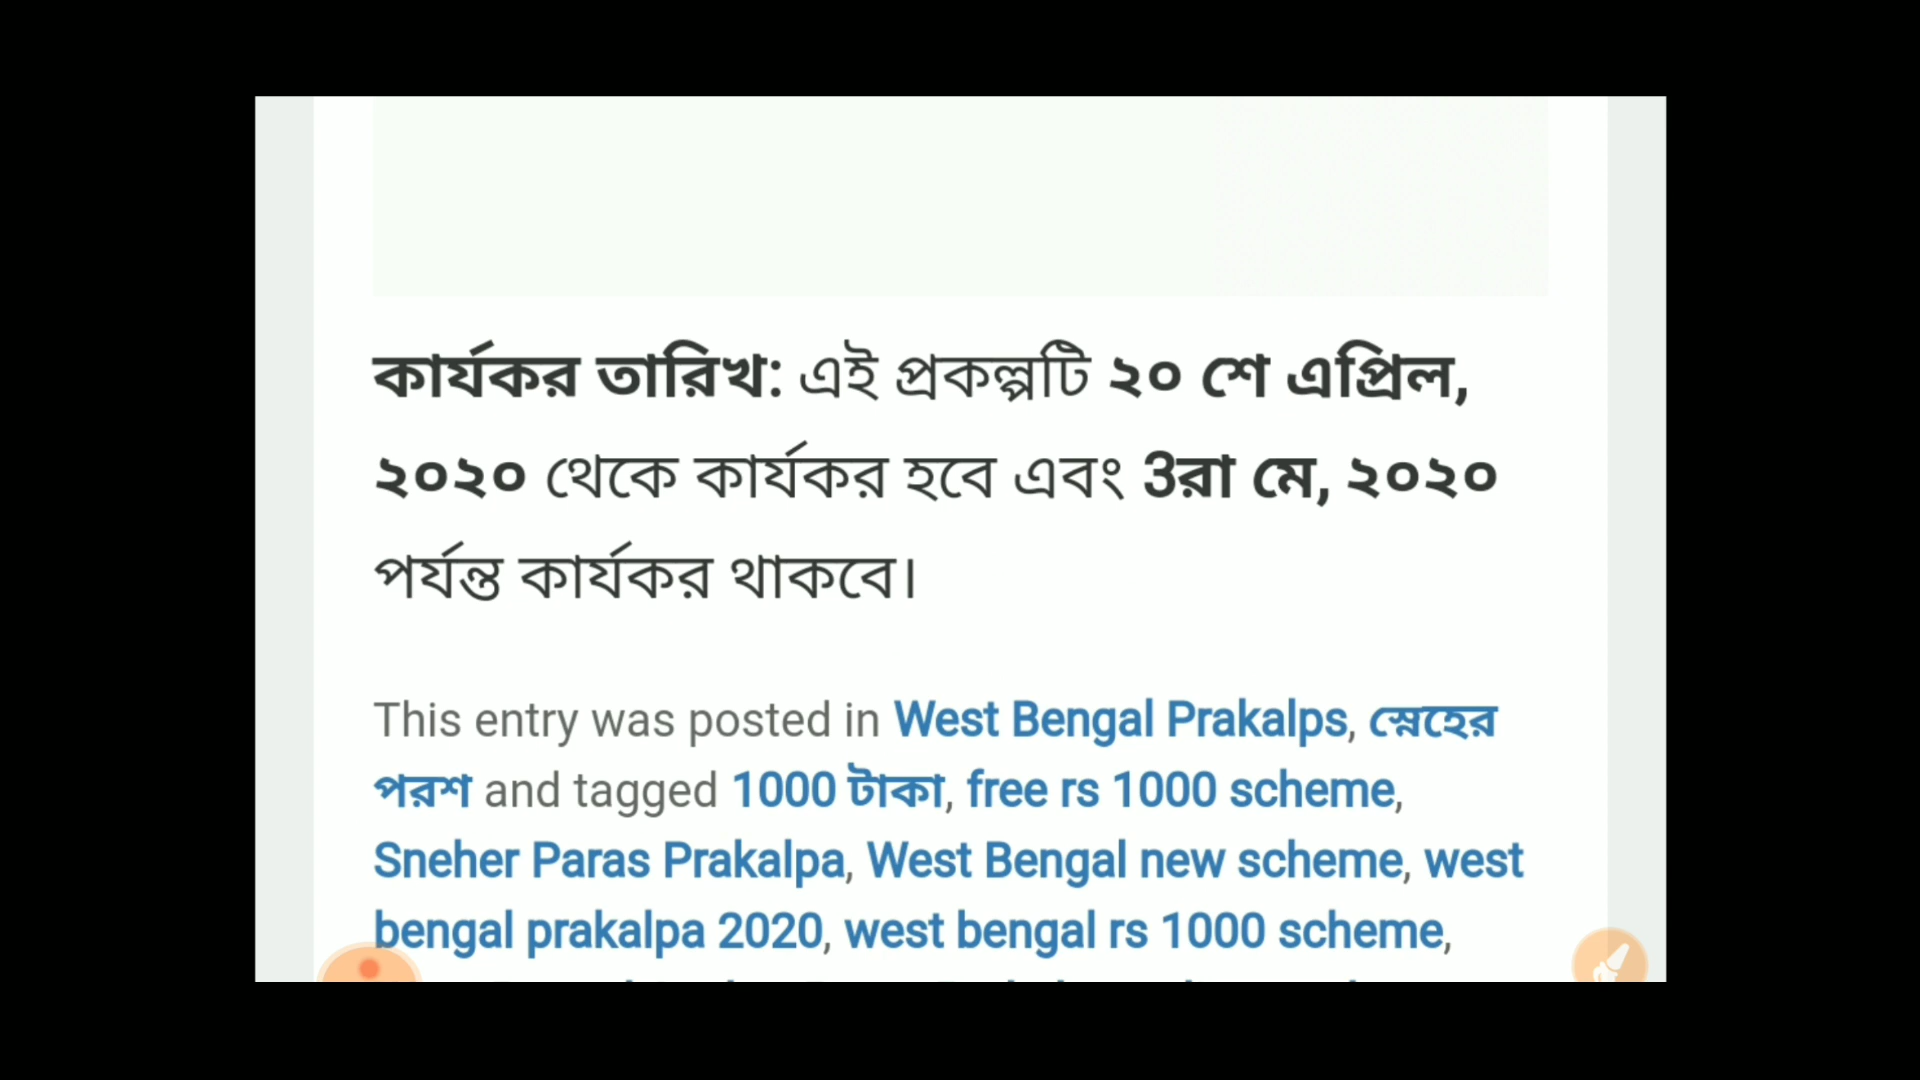 কার্যকর তারিখ: এই প্রকল্পটি ২০ শে এপ্রিল,
২০২০ থেকে কার্যকর হবে এবং 3রা মে, ২০২০
পর্যন্ত কার্যকর থাকবে।
This entry was posted in West Bengal Prakalps, স্নেহের
পরশ and tagged 1000 টাকা, free rs 1000 scheme,
Sneher Paras Prakalpa, West Bengal new scheme, west
bengal prakalpa 2020, west bengal rs 1000 scheme,